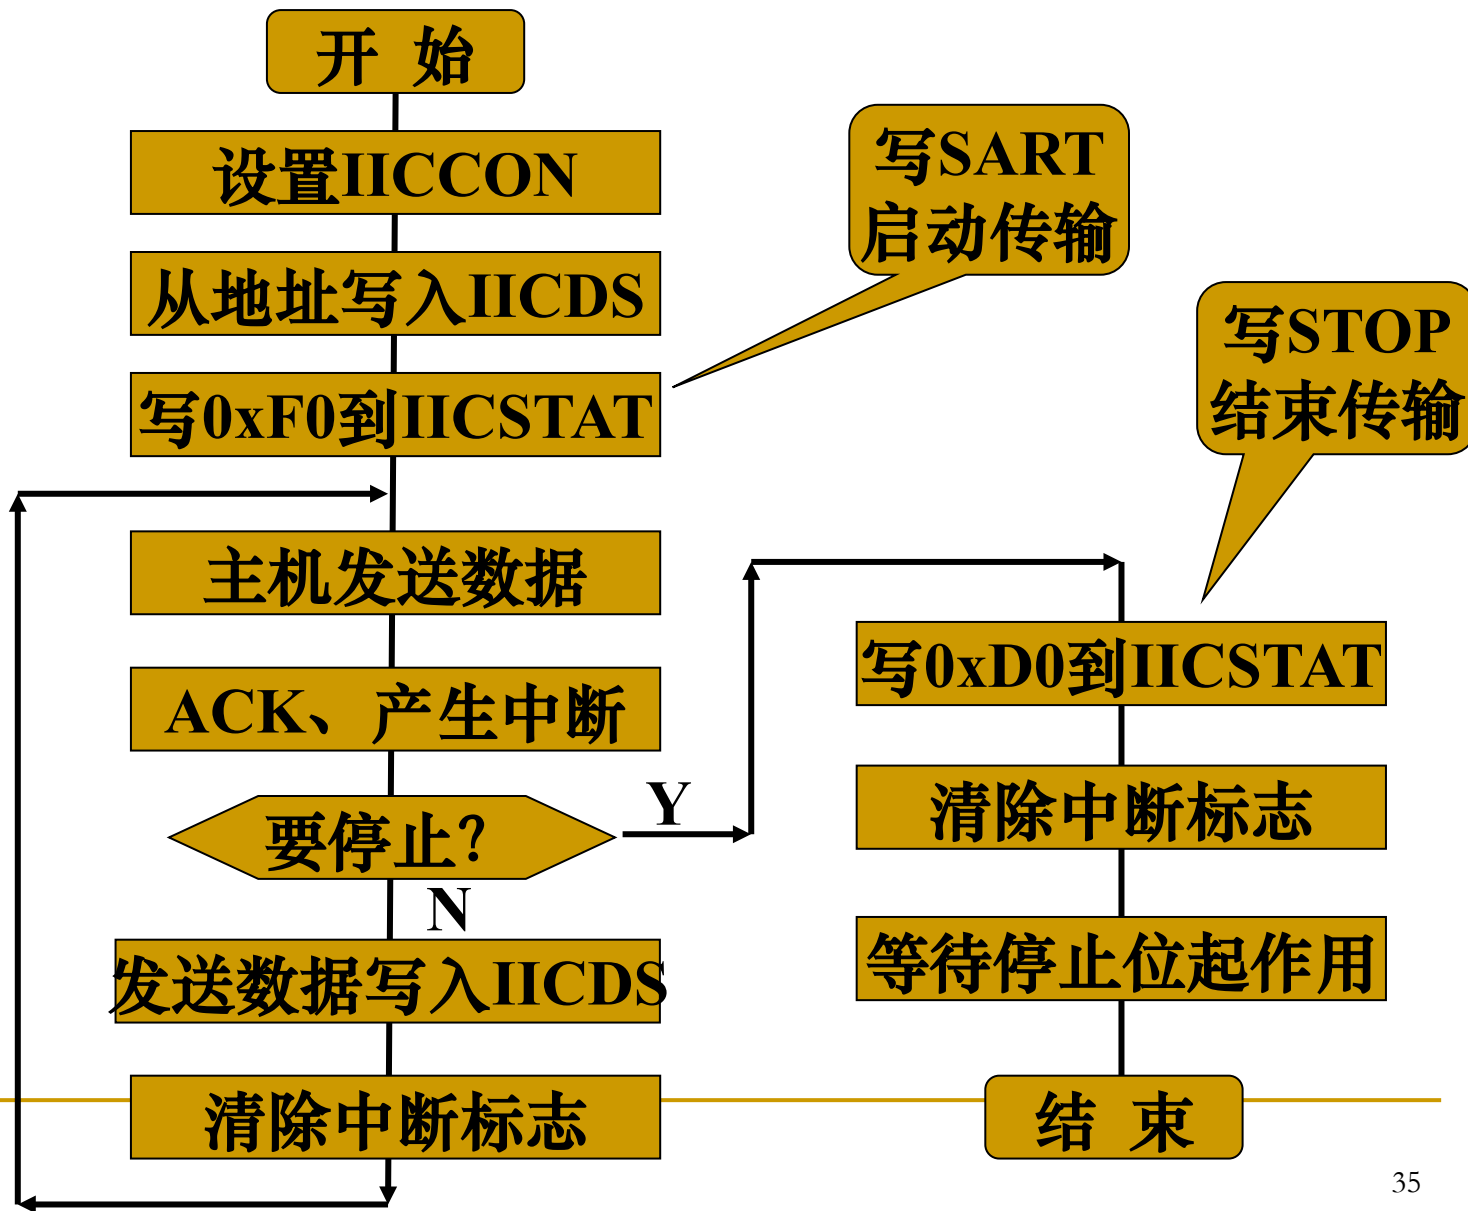 开 始
设置IICCON
从地址写入IICDS
写0xF0到IICSTAT
写SART
启动传输
主机发送数据
ACK、产生中断
要停止?
Y
N
发送数据写入IICDS
清除中断标志
写STOP
结束传输
写0xD0到IICSTAT
清除中断标志
等待停止位起作用
结 束
35